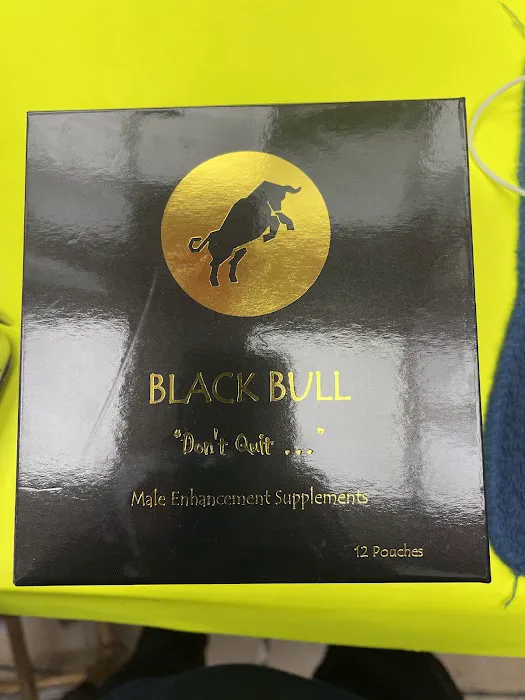 BLACK BULL
"Don't Quit ..."
Male Enhancement Supplements
12 Pouches